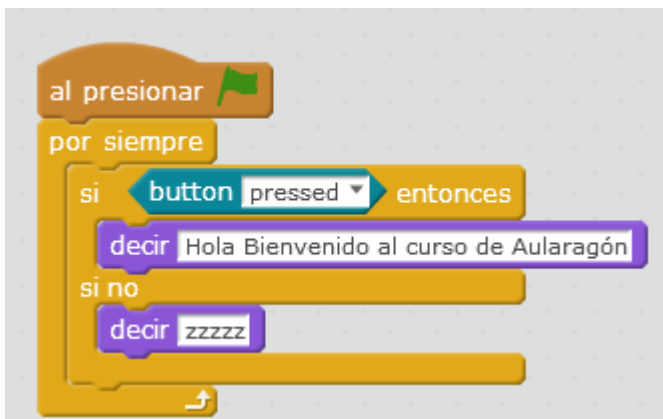 al presionar
por siempre
si button pressed entonces
decir Hola Bienvenido al curso de Aularagón
si no
decir zzzzz